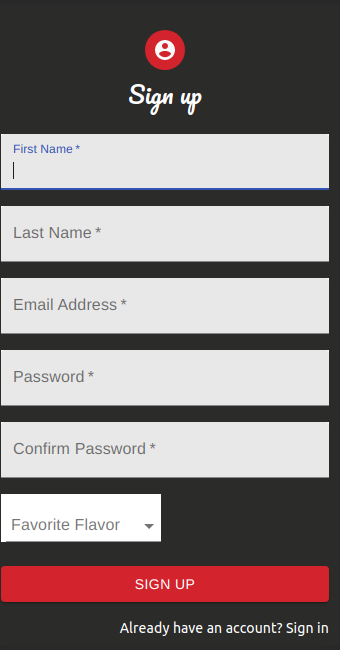 Sign up
First Name *
Last Name *
Email Address *
Password *
Confirm Password *
Favorite Flavor
SIGN UP
Already have an account? Sign in